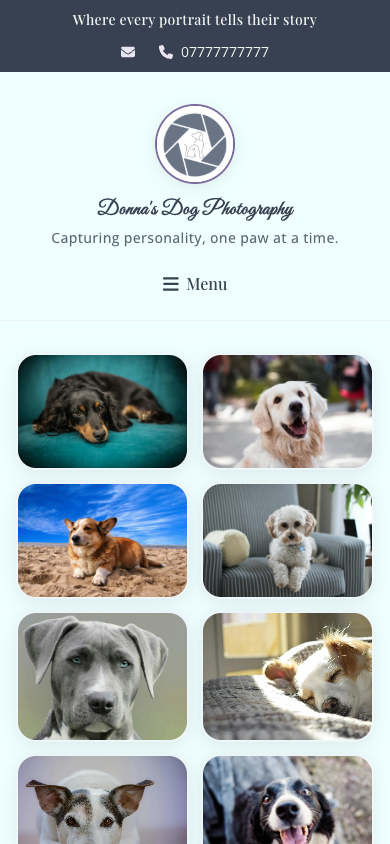 Where every portrait tells their story
07777777777
Donna's Dog Photography
Capturing personality, one paw at a time.
Menu